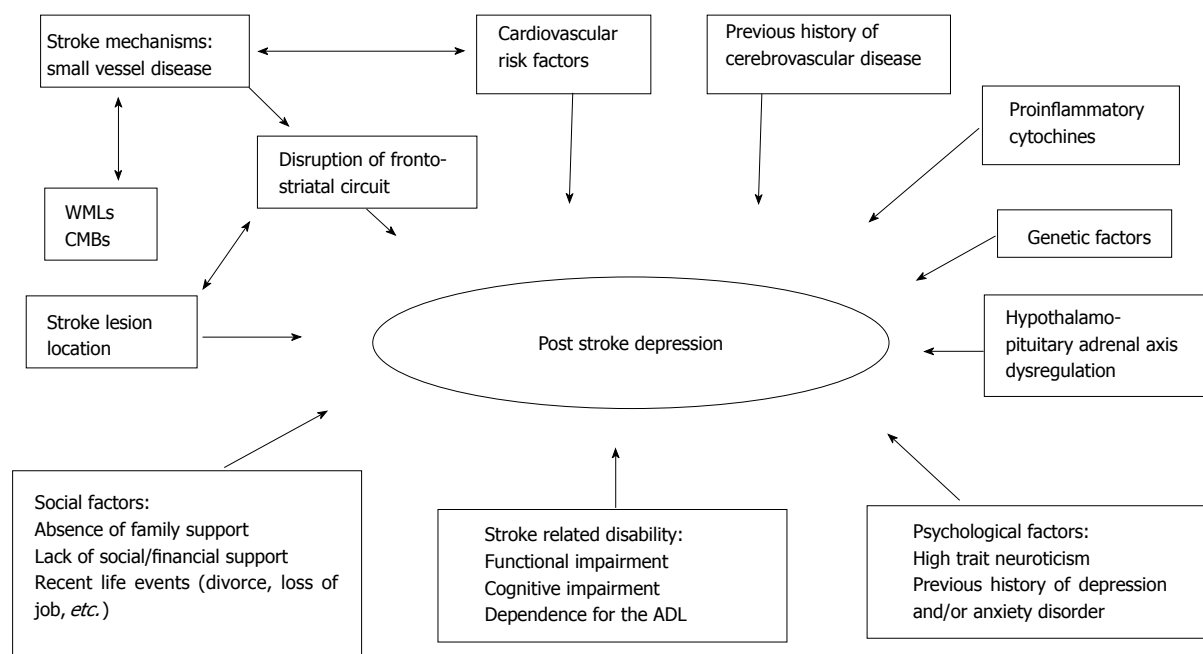 Stroke mechanisms:
small vessel disease
Cardiovascular
risk factors
Previous history of
cerebrovascular disease
Proinflammatory
cytochines
Disruption of fronto-
striatal circuit
WMLs
CMBs
Genetic factors
Stroke lesion
location
Post stroke depression
Hypothalamo-
pituitary adrenal axis
dysregulation
Social factors:
Absence of family support
Lack of social/financial support
Recent life events (divorce, loss of
job, etc.)
Stroke related disability:
Functional impairment
Cognitive impairment
Dependence for the ADL
Psychological factors:
High trait neuroticism
Previous history of depression
and/or anxiety disorder